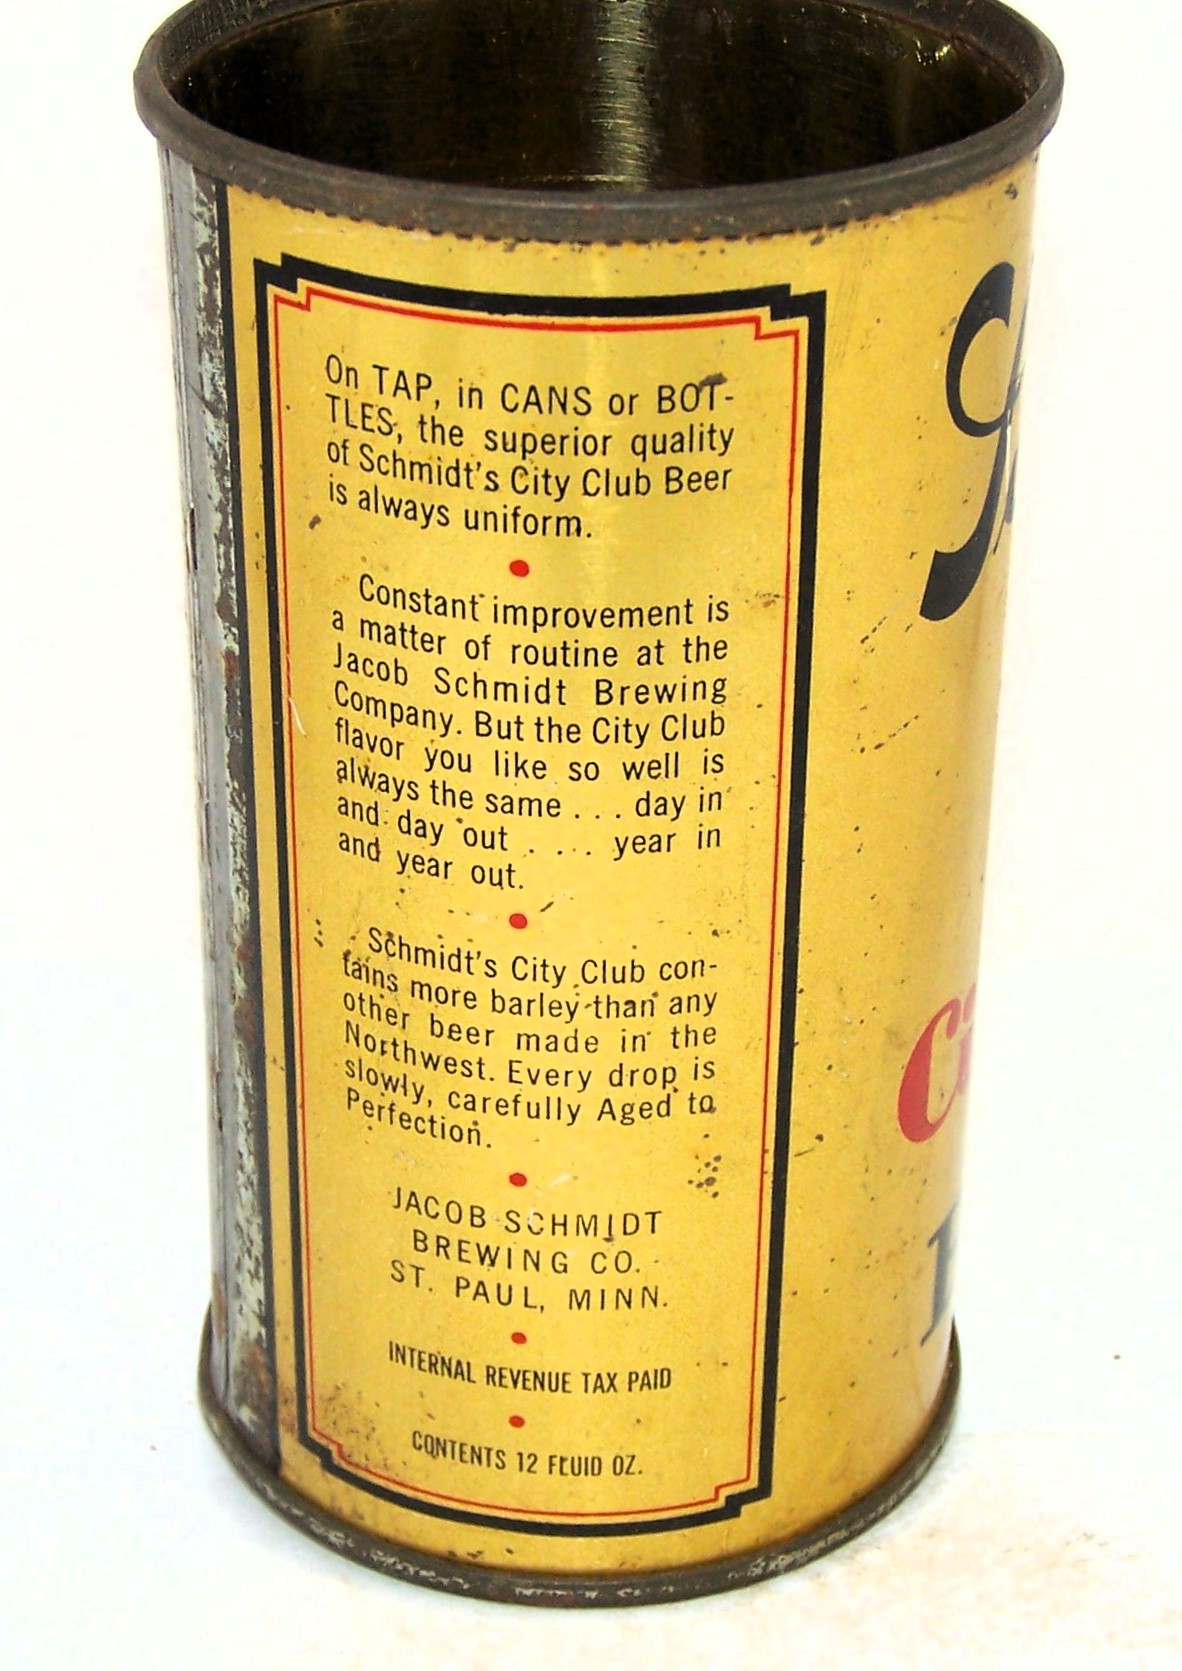 On TAP, in CANS or BOT-
TLES, the superior quality
of Schmidt's City Club Beer
is always uniform.
Constant improvement is
a matter of routine at the
Jacob Schmidt Brewing
Company. But the City Club
flavor you like so well is
always the same . . . day in
and day out . . . . year in
and year out.
Schmidt's City Club con-
tains more barley than any
other beer made in the
Northwest. Every drop is
slowly, carefully Aged to
Perfection.
JACOB SCHMIDT
BREWING CO.
ST. PAUL, MINN.
INTERNAL REVENUE TAX PAID
CONTENTS 12 FLUID OZ.